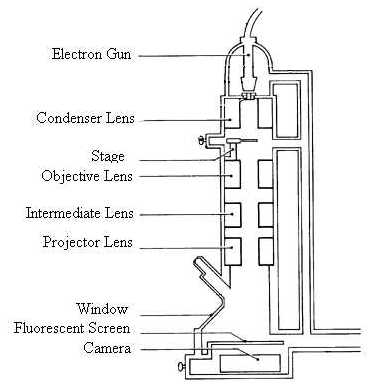 Electron Gun
Condenser Lens
Stage
Objective Lens
Intermediate Lens
Projector Lens
Window
Fluorescent Screen
Camera